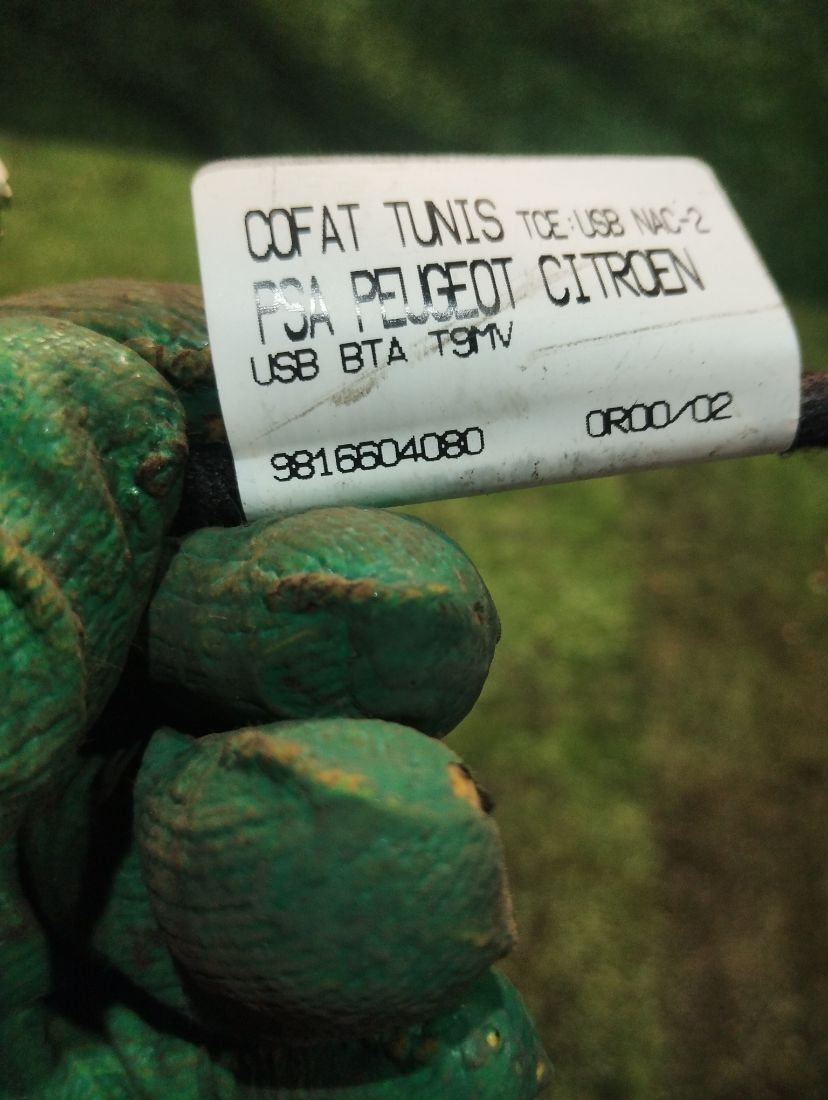 COFAT TUNIS TCE:USB NAC-2
PSA PEUGEOT CITROEN
USB BTA T9MV
9816604080 0R00/02